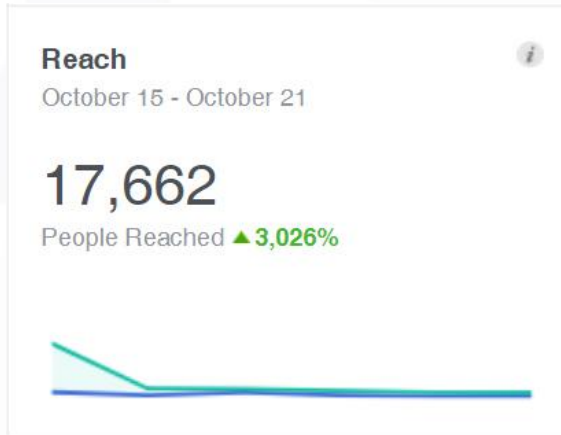 Reach
i
October 15 - October 21
17,662
People Reached ▲ 3,026%